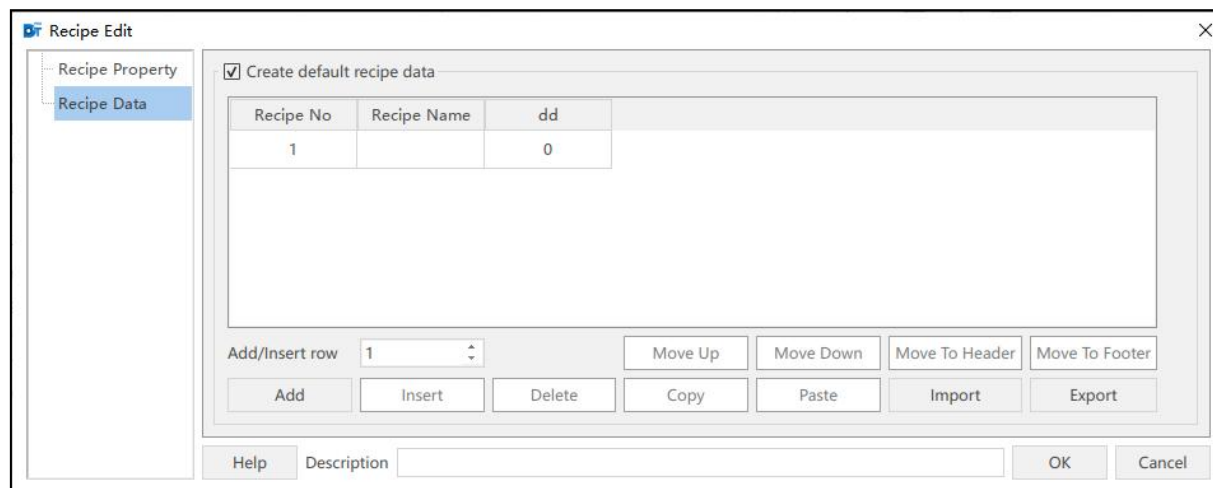 DT Recipe Edit
Recipe Property
Recipe Data
Create default recipe data
Recipe No Recipe Name dd
1 0
Add/Insert row 1 Move Up Move Down Move To Header Move To Footer
Add Insert Delete Copy Paste Import Export
Help Description OK Cancel